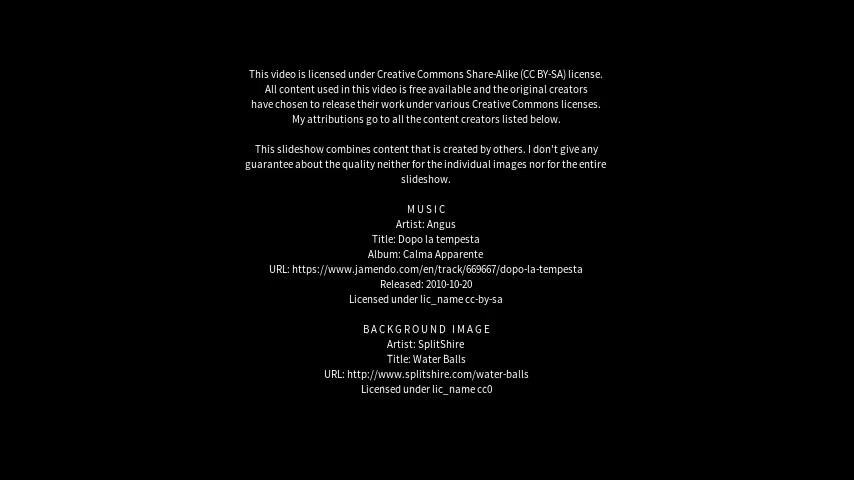 This video is licensed under Creative Commons Share-Alike (CC BY-SA) license.
All content used in this video is free available and the original creators
have chosen to release their work under various Creative Commons licenses.
My attributions go to all the content creators listed below.
This slideshow combines content that is created by others. I don't give any
guarantee about the quality neither for the individual images nor for the entire
slideshow.
MUSIC
Artist: Angus
Title: Dopo la tempesta
Album: Calma Apparente
URL: https://www.jamendo.com/en/track/669667/dopo-la-tempesta
Released: 2010-10-20
Licensed under lic_name cc-by-sa
BACKGROUND IMAGE
Artist: SplitShire
Title: Water Balls
URL: http://www.splitshire.com/water-balls
Licensed under lic_name cc0